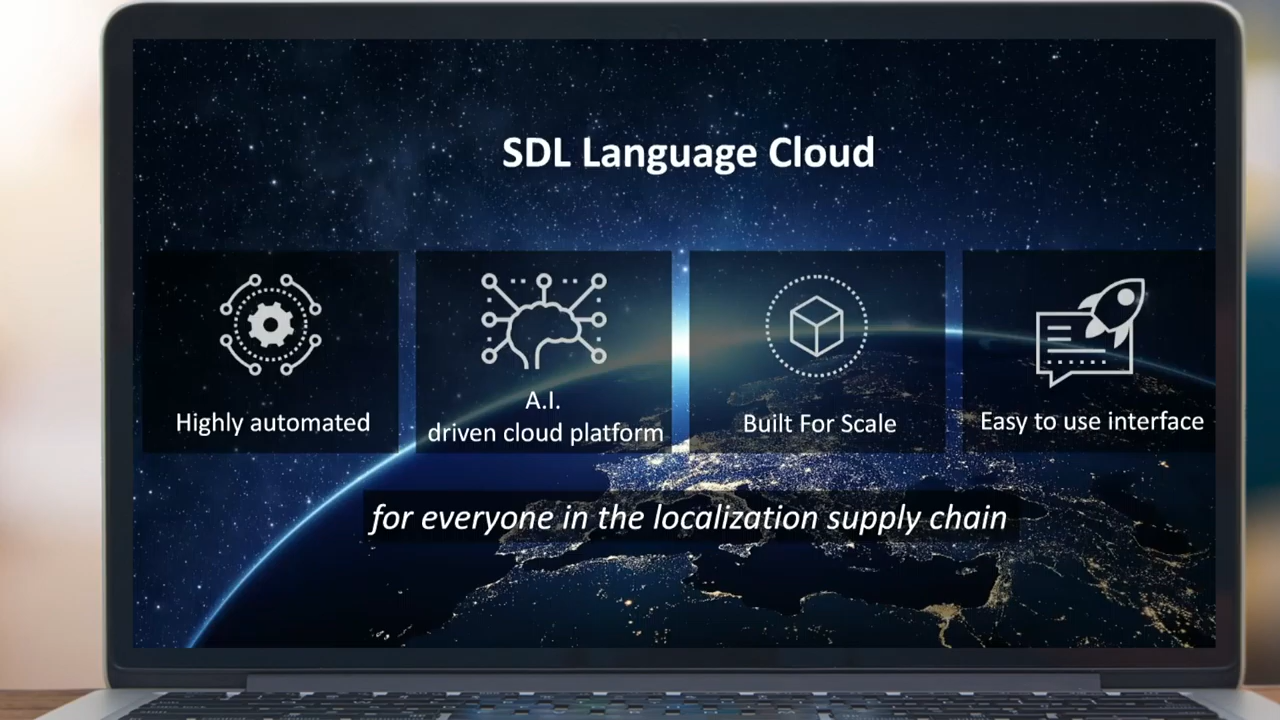 SDL Language Cloud
Highly automated
A.I.
driven cloud platform
Built For Scale
Easy to use interface
for everyone in the localization supply chain